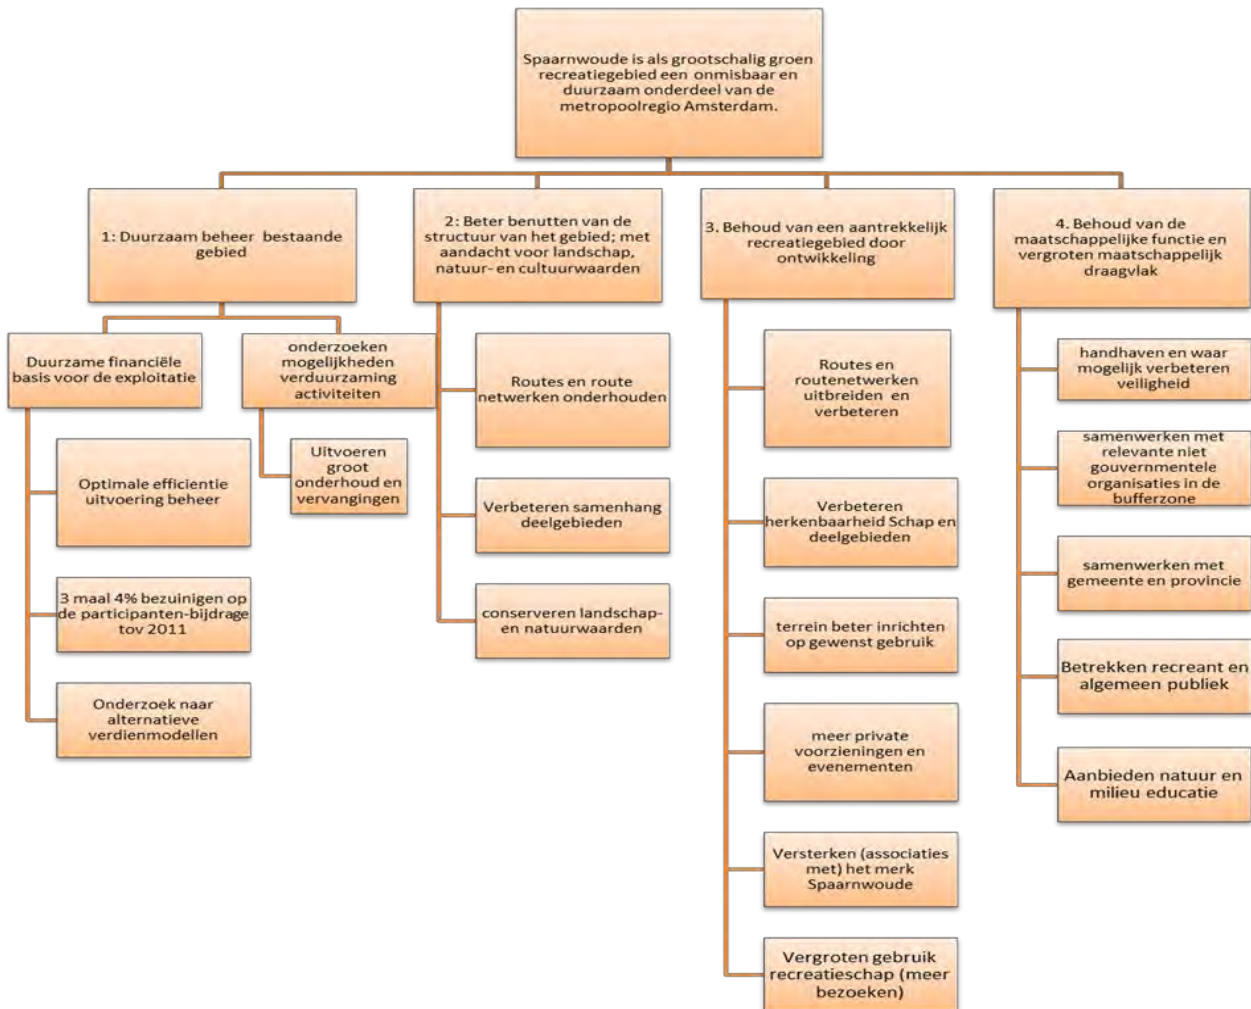 Spaarnwoude is als grootschalig groen
recreatiegebied een onmisbaar en
duurzaam onderdeel van de
metropoolregio Amsterdam.
1: Duurzaam beheer bestaande
gebied
Duurzame financiële
basis voor de exploitatie
Optimale efficientie
uitvoering beheer
3 maal 4% bezuinigen op
de participanten-bijdrage
tov 2011
Onderzoek naar
alternatieve
verdienmodellen
onderzoeken
mogelijkheden
verduurzaming
activiteiten
Uitvoeren
groot
onderhoud en
vervangingen
2: Beter benutten van de
structuur van het gebied; met
aandacht voor landschap,
natuur- en cultuurwaarden
Routes en route
netwerken onderhouden
Verbeteren samenhang
deelgebieden
conserveren landschap-
en natuurwaarden
3. Behoud van een aantrekkelijk
recreatiegebied door
ontwikkeling
Routes en
routenetwerken
uitbreiden en
verbeteren
Verbeteren
herkenbaarheid Schap en
deelgebieden
terrein beter inrichten
op gewenst gebruik
meer private
voorzieningen en
evenementen
Versterken (associaties
met) het merk
Spaarnwoude
Vergroten gebruik
recreatieschap (meer
bezoeken)
4. Behoud van de
maatschappelijke functie en
vergroten maatschappelijk
draagvlak
handhaven en waar
mogelijk verbeteren
veiligheid
samenwerken met
relevante niet
gouvernmentele
organisaties in de
bufferzone
samenwerken met
gemeente en provincie
Betrekken recreant en
algemeen publiek
Aanbieden natuur en
milieu educatie